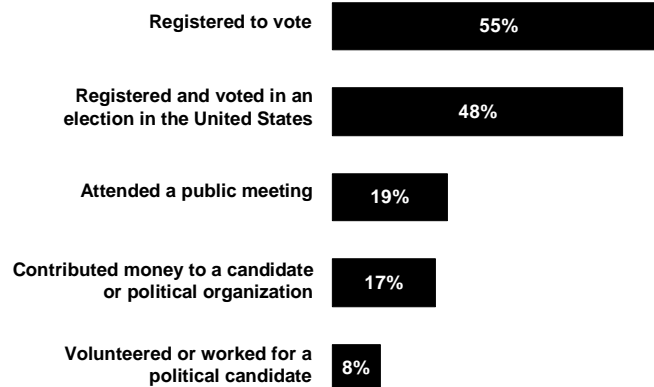 Registered to vote
55%
Registered and voted in an
election in the United States
48%
Attended a public meeting
19%
Contributed money to a candidate
or political organization
17%
Volunteered or worked for a
political candidate
8%